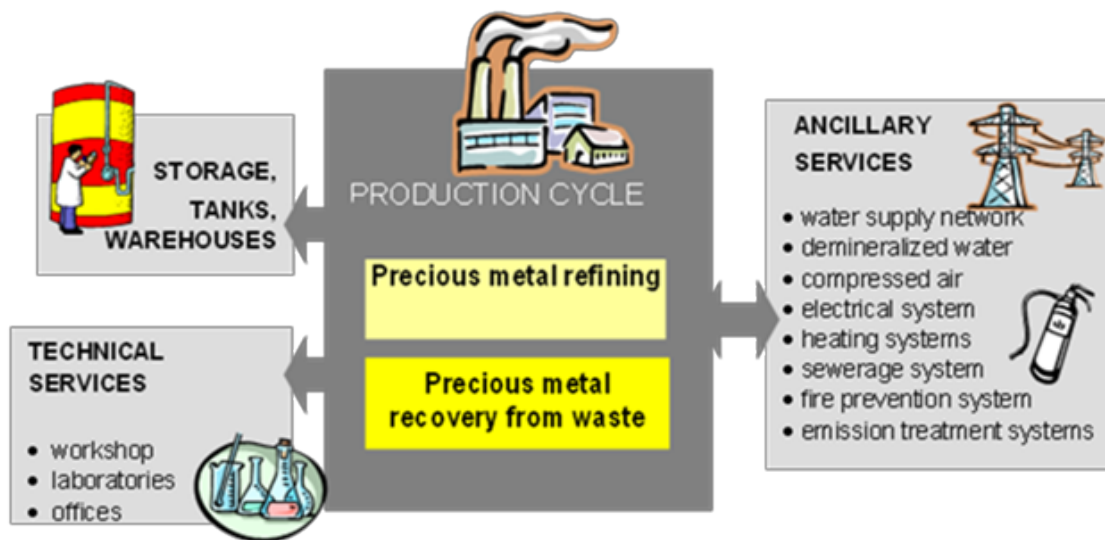 STORAGE,
TANKS,
WAREHOUSES
TECHNICAL
SERVICES
• workshop
• laboratories
• offices
PRODUCTION CYCLE
Precious metal refining
Precious metal
recovery from waste
ANCILLARY
SERVICES
• water supply network
• demineralized water
• compressed air
• electrical system
• heating systems
• sewerage system
• fire prevention system
• emission treatment systems